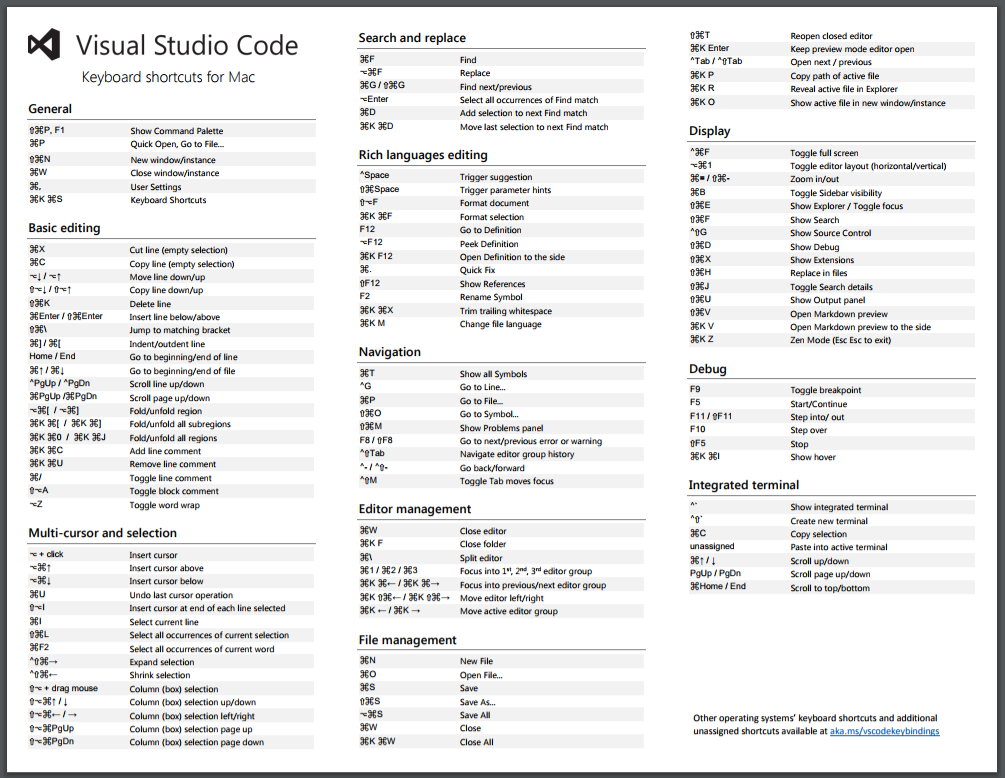 Visual Studio Code
Keyboard shortcuts for Mac
General
⇧⌘P, F1 Show Command Palette
⌘P Quick Open, Go to File...
⇧⌘N New window/instance
⌘W Close window/instance
⌘, User Settings
⌘K ⌘S Keyboard Shortcuts
Basic editing
⌘X Cut line (empty selection)
⌘C Copy line (empty selection)
⌥↓ / ⌥↑ Move line down/up
⇧⌥↓ / ⇧⌥↑ Copy line down/up
⇧⌘K Delete line
⌘Enter / ⇧⌘Enter Insert line below/above
⇧⌘\ Jump to matching bracket
⌘] / ⌘[ Indent/outdent line
Home / End Go to beginning/end of line
⌘↑ / ⌘↓ Go to beginning/end of file
^PgUp / ^PgDn Scroll line up/down
⌘PgUp /⌘PgDn Scroll page up/down
⌥⌘[ / ⌥⌘] Fold/unfold region
⌘K ⌘[ / ⌘K ⌘] Fold/unfold all subregions
⌘K ⌘0 / ⌘K ⌘J Fold/unfold all regions
⌘K ⌘C Add line comment
⌘K ⌘U Remove line comment
⌘/ Toggle line comment
⇧⌥A Toggle block comment
⌥Z Toggle word wrap
Multi-cursor and selection
⌥ + click Insert cursor
⌥⌘↑ Insert cursor above
⌥⌘↓ Insert cursor below
⌘U Undo last cursor operation
⇧⌥I Insert cursor at end of each line selected
⌘I Select current line
⇧⌘L Select all occurrences of current selection
⌘F2 Select all occurrences of current word
^⇧⌘→ Expand selection
^⇧⌘← Shrink selection
⇧⌥ + drag mouse Column (box) selection
⇧⌥⌘↑ / ↓ Column (box) selection up/down
⇧⌥⌘← / → Column (box) selection left/right
⇧⌥⌘PgUp Column (box) selection page up
⇧⌥⌘PgDn Column (box) selection page down
Search and replace
⌘F Find
⌥⌘F Replace
⌘G / ⇧⌘G Find next/previous
⌥Enter Select all occurrences of Find match
⌘D Add selection to next Find match
⌘K ⌘D Move last selection to next Find match
Rich languages editing
^Space Trigger suggestion
⇧⌘Space Trigger parameter hints
⇧⌥F Format document
⌘K ⌘F Format selection
F12 Go to Definition
⌥F12 Peek Definition
⌘K F12 Open Definition to the side
⌘. Quick Fix
⇧F12 Show References
F2 Rename Symbol
⌘K ⌘X Trim trailing whitespace
⌘K M Change file language
Navigation
⌘T Show all Symbols
^G Go to Line...
⌘P Go to File...
⇧⌘O Go to Symbol...
⇧⌘M Show Problems panel
F8 / ⇧F8 Go to next/previous error or warning
^⇧Tab Navigate editor group history
^- / ^⇧- Go back/forward
^⇧M Toggle Tab moves focus
Editor management
⌘W Close editor
⌘K F Close folder
⌘\ Split editor
⌘1 / ⌘2 / ⌘3 Focus into 1st, 2nd, 3rd editor group
⌘K ⌘← / ⌘K ⌘→ Focus into previous/next editor group
⌘K ⇧⌘← / ⌘K ⇧⌘→ Move editor left/right
⌘K ← / ⌘K → Move active editor group
File management
⌘N New File
⌘O Open File...
⌘S Save
⇧⌘S Save As...
⌥⌘S Save All
⌘W Close
⌘K ⌘W Close All
⇧⌘T Reopen closed editor
⌘K Enter Keep preview mode editor open
^Tab / ^⇧Tab Open next / previous
⌘K P Copy path of active file
⌘K R Reveal active file in Explorer
⌘K O Show active file in new window/instance
Display
^⌘F Toggle full screen
⌥⌘1 Toggle editor layout (horizontal/vertical)
⌘= / ⇧⌘- Zoom in/out
⌘B Toggle Sidebar visibility
⇧⌘E Show Explorer / Toggle focus
⇧⌘F Show Search
^⇧G Show Source Control
⇧⌘D Show Debug
⇧⌘X Show Extensions
⇧⌘H Replace in files
⇧⌘J Toggle Search details
⇧⌘U Show Output panel
⇧⌘V Open Markdown preview
⌘K V Open Markdown preview to the side
⌘K Z Zen Mode (Esc Esc to exit)
Debug
F9 Toggle breakpoint
F5 Start/Continue
F11 / ⇧F11 Step into/ out
F10 Step over
⇧F5 Stop
⌘K ⌘I Show hover
Integrated terminal
^` Show integrated terminal
^⇧` Create new terminal
⌘C Copy selection
unassigned Paste into active terminal
⌘↑ / ↓ Scroll up/down
PgUp / PgDn Scroll page up/down
⌘Home / End Scroll to top/bottom
Other operating systems' keyboard shortcuts and additional
unassigned shortcuts available at aka.ms/vscodekeybindings